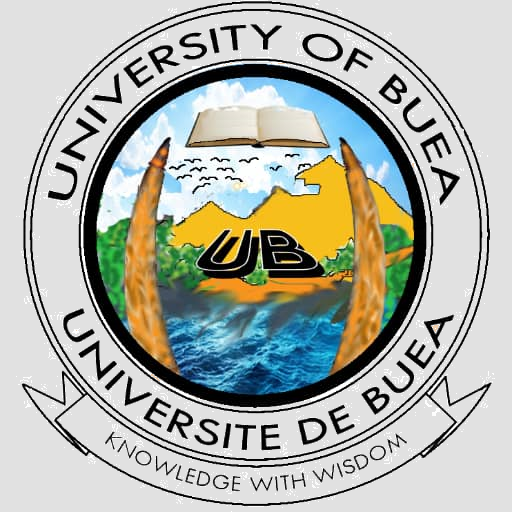 UNIVERSITY OF BUEA
UB
UNIVERSITE DE BUEA
KNOWLEDGE WITH WISDOM